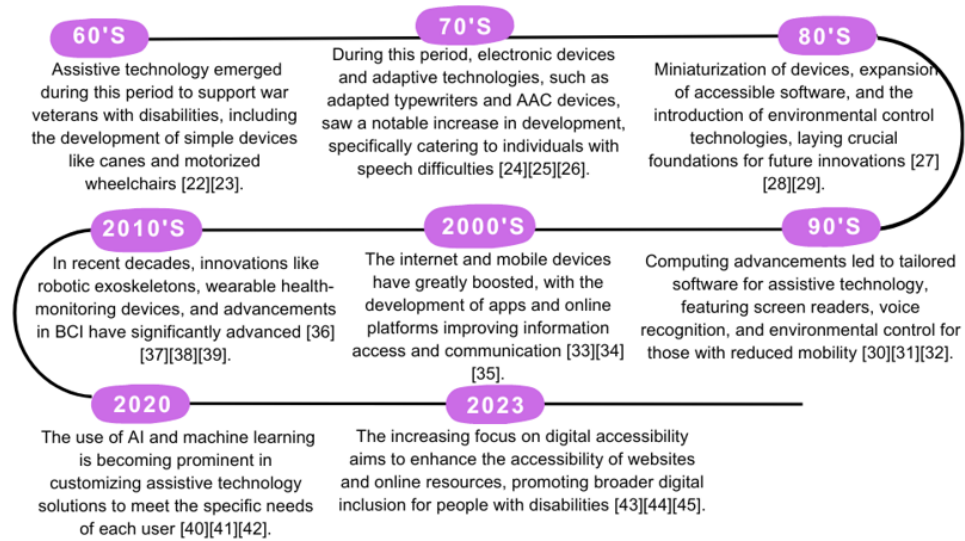 60'S
Assistive technology emerged
during this period to support war
veterans with disabilities, including
the development of simple devices
like canes and motorized
wheelchairs [22][23].
70'S
During this period, electronic devices
and adaptive technologies, such as
adapted typewriters and AAC devices,
saw a notable increase in development,
specifically catering to individuals with
speech difficulties [24][25][26].
80'S
Miniaturization of devices, expansion
of accessible software, and the
introduction of environmental control
technologies, laying crucial
foundations for future innovations [27]
[28][29].
90'S
Computing advancements led to tailored
software for assistive technology,
featuring screen readers, voice
recognition, and environmental control for
those with reduced mobility [30][31][32].
2000'S
The internet and mobile devices
have greatly boosted, with the
development of apps and online
platforms improving information
access and communication [33][34]
[35].
2010'S
In recent decades, innovations like
robotic exoskeletons, wearable health-
monitoring devices, and advancements
in BCI have significantly advanced [36]
[37][38][39].
2020
The use of AI and machine learning
is becoming prominent in
customizing assistive technology
solutions to meet the specific needs
of each user [40][41][42].
2023
The increasing focus on digital accessibility
aims to enhance the accessibility of websites
and online resources, promoting broader digital
inclusion for people with disabilities [43][44][45].